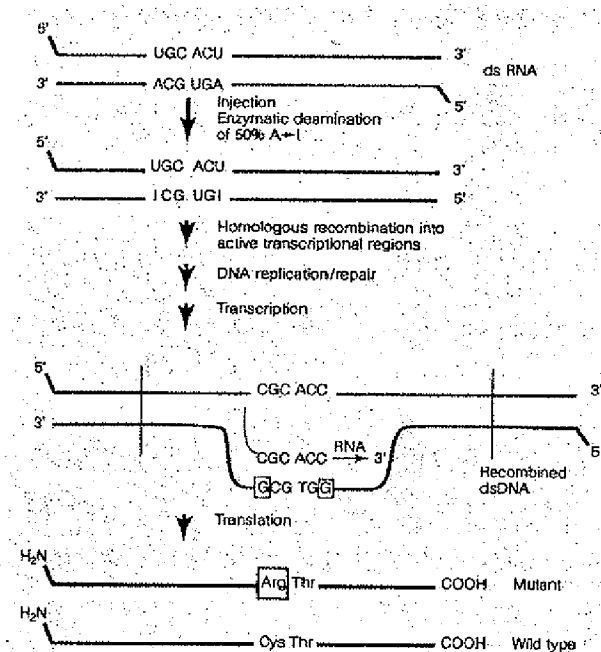 5'
UGC ACU
3'
ds RNA
3'
ACG UGA
5'
Injection
Enzymatic deamination
of 50% A→I
5'
UGC ACU
3'
3'
ICG UGI
5'
Homologous recombination into
active transcriptional regions
DNA replication/repair
Transcription
5'
CGC ACC
3'
3'
5'
CGC ACC RNA 3'
GCG TGG
Recombined
dsDNA
Translation
H₂N
Arg Thr COOH Mutant
H₂N
Cys Thr COOH Wild type